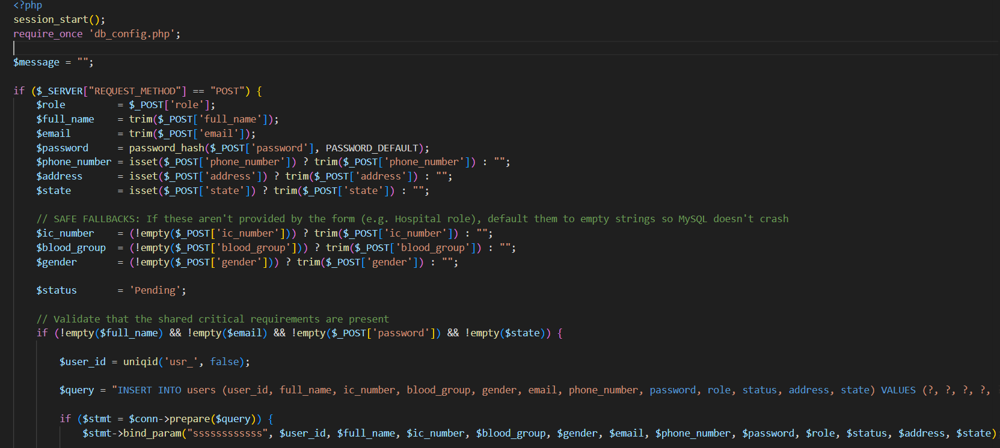 <?php
session_start();
require_once 'db_config.php';
$message = "";
if ($_SERVER["REQUEST_METHOD"] == "POST") {
$role = $_POST['role'];
$full_name = trim($_POST['full_name']);
$email = trim($_POST['email']);
$password = password_hash($_POST['password'], PASSWORD_DEFAULT);
$phone_number = isset($_POST['phone_number']) ? trim($_POST['phone_number']) : "";
$address = isset($_POST['address']) ? trim($_POST['address']) : "";
$state = isset($_POST['state']) ? trim($_POST['state']) : "";
// SAFE FALLBACKS: If these aren't provided by the form (e.g. Hospital role), default them to empty strings so MySQL doesn't crash
$ic_number = (!empty($_POST['ic_number'])) ? trim($_POST['ic_number']) : "";
$blood_group = (!empty($_POST['blood_group'])) ? trim($_POST['blood_group']) : "";
$gender = (!empty($_POST['gender'])) ? trim($_POST['gender']) : "";
$status = 'Pending';
// Validate that the shared critical requirements are present
if (!empty($full_name) && !empty($email) && !empty($_POST['password']) && !empty($state)) {
$user_id = uniqid('usr_', false);
$query = "INSERT INTO users (user_id, full_name, ic_number, blood_group, gender, email, phone_number, password, role, status, address, state) VALUES (?, ?, ?, ?,
if ($stmt = $conn->prepare($query)) {
$stmt->bind_param("ssssssssssss", $user_id, $full_name, $ic_number, $blood_group, $gender, $email, $phone_number, $password, $role, $status, $address, $state)